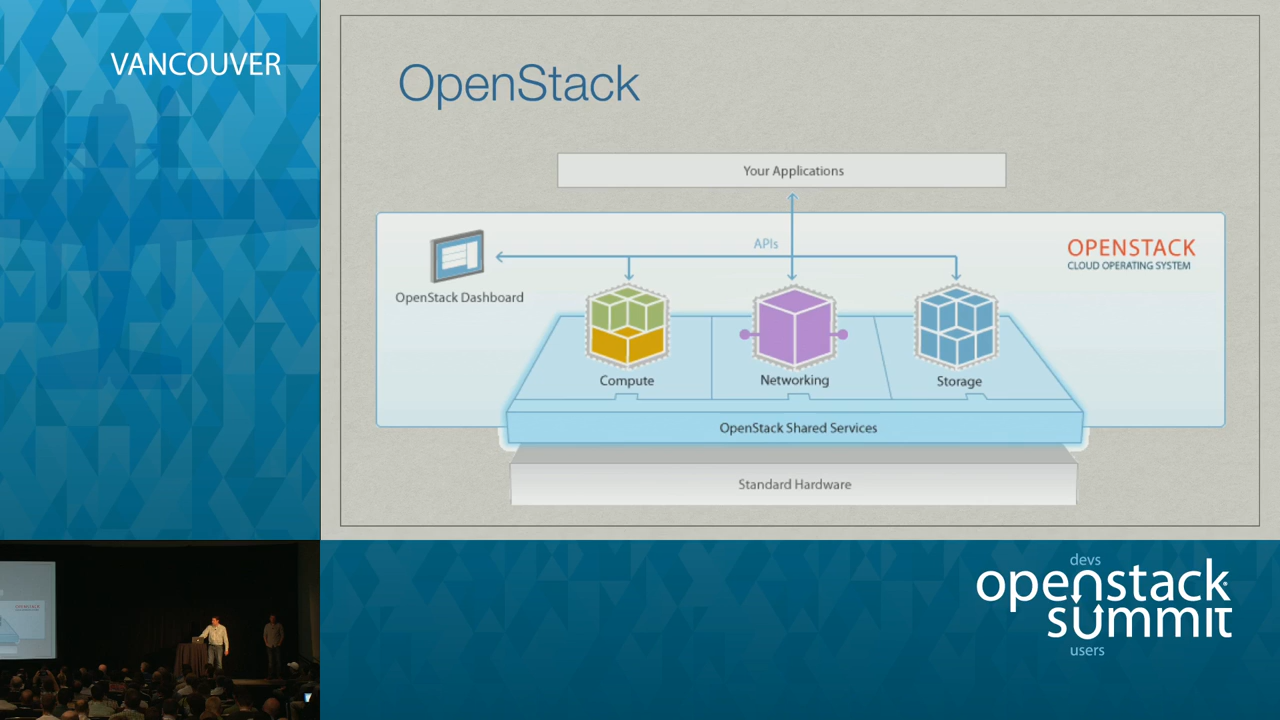 VANCOUVER
OpenStack
Your Applications
APIs
OPENSTACK
CLOUD OPERATING SYSTEM
OpenStack Dashboard
Compute
Networking
Storage
OpenStack Shared Services
Standard Hardware
devs
openstack
summit
users